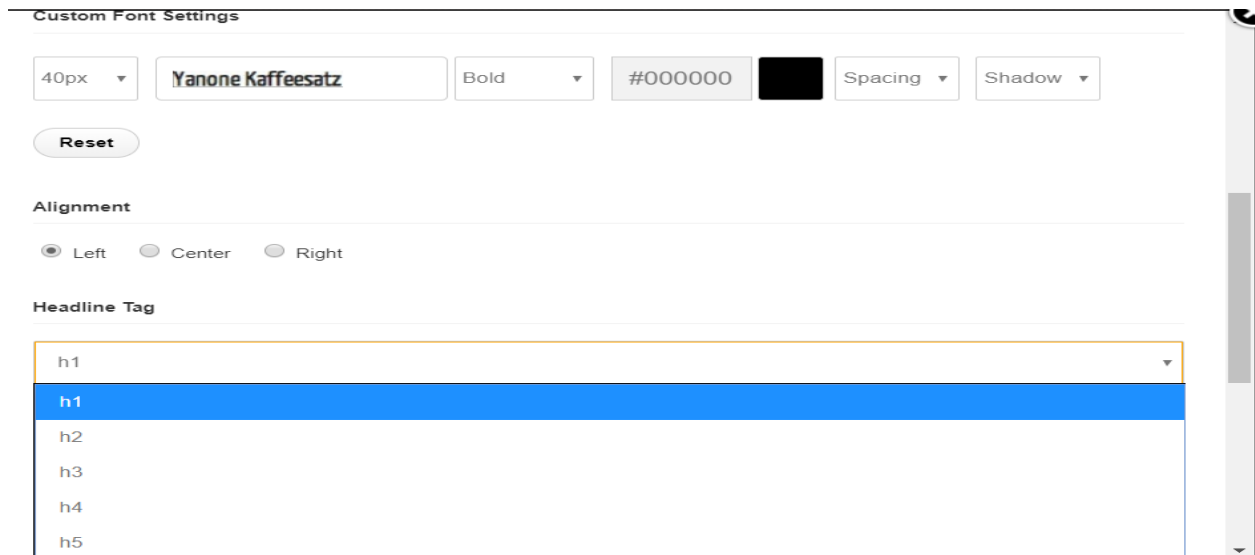 Custom Font Settings
40px Yanone Kaffeesatz Bold #000000 Spacing Shadow
Reset
Alignment
Left Center Right
Headline Tag
h1
h1
h2
h3
h4
h5